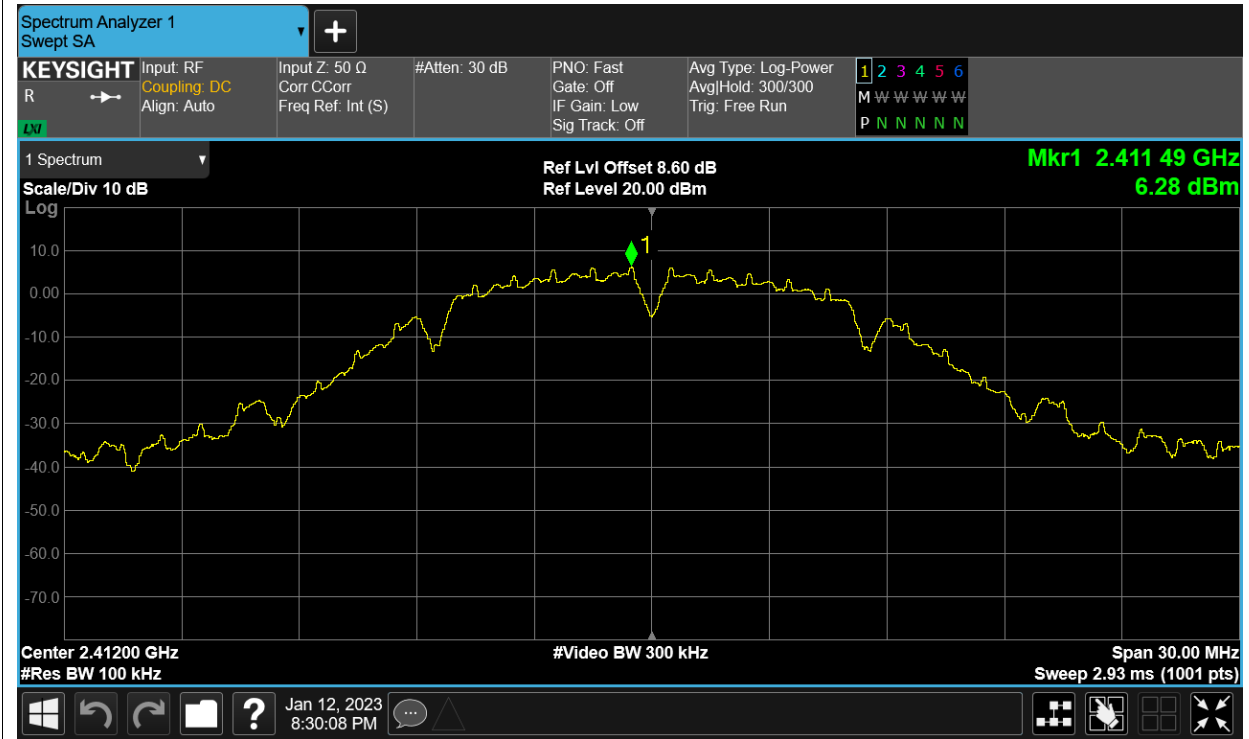 Spectrum Analyzer 1
Swept SA
+
KEYSIGHT
R
LXI
Input: RF
Coupling: DC
Align: Auto
Input Z: 50 Ω
Corr CCorr
Freq Ref: Int (S)
#Atten: 30 dB
PNO: Fast
Gate: Off
IF Gain: Low
Sig Track: Off
Avg Type: Log-Power
Avg|Hold: 300/300
Trig: Free Run
1 2 3 4 5 6
M W W W W W
P N N N N N
1 Spectrum
Scale/Div 10 dB
Ref Lvl Offset 8.60 dB
Ref Level 20.00 dBm
Mkr1 2.411 49 GHz
6.28 dBm
Log
10.0
0.00
-10.0
-20.0
-30.0
-40.0
-50.0
-60.0
-70.0
1
Center 2.41200 GHz
#Res BW 100 kHz
#Video BW 300 kHz
Span 30.00 MHz
Sweep 2.93 ms (1001 pts)
?
Jan 12, 2023
8:30:08 PM